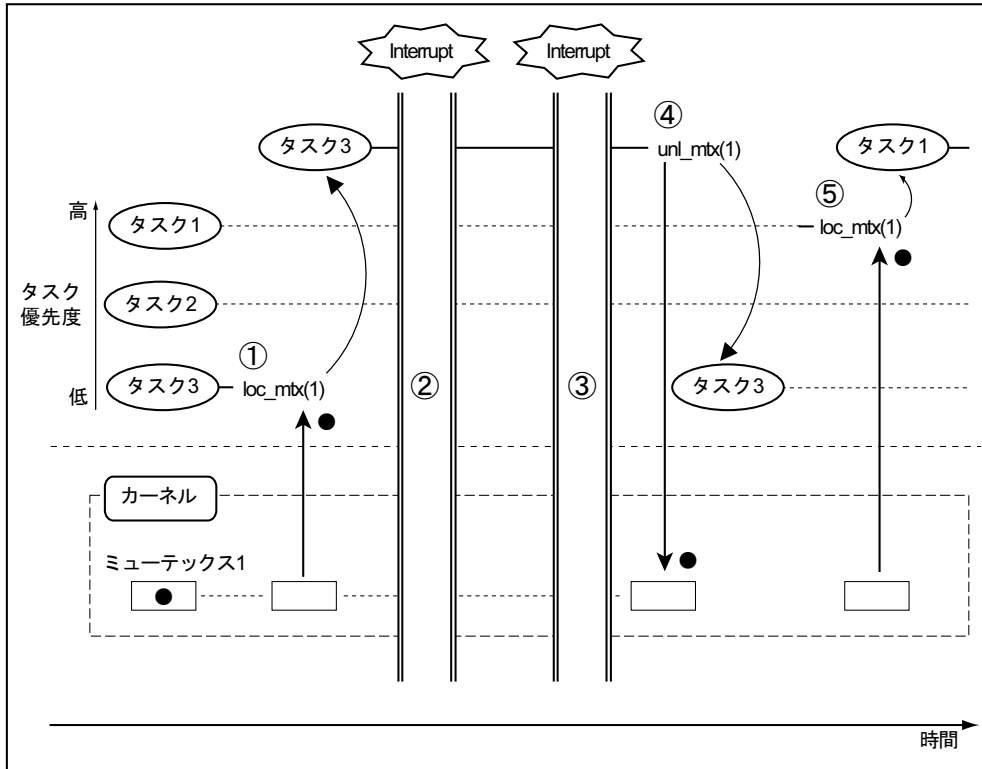 Interrupt
Interrupt
④
タスク3
unl_mtx(1)
タスク1
⑤
高
タスク1
loc_mtx(1)
タスク
優先度
タスク2
①
低
タスク3
loc_mtx(1)
②
③
タスク3
カーネル
ミューテックス1
時間